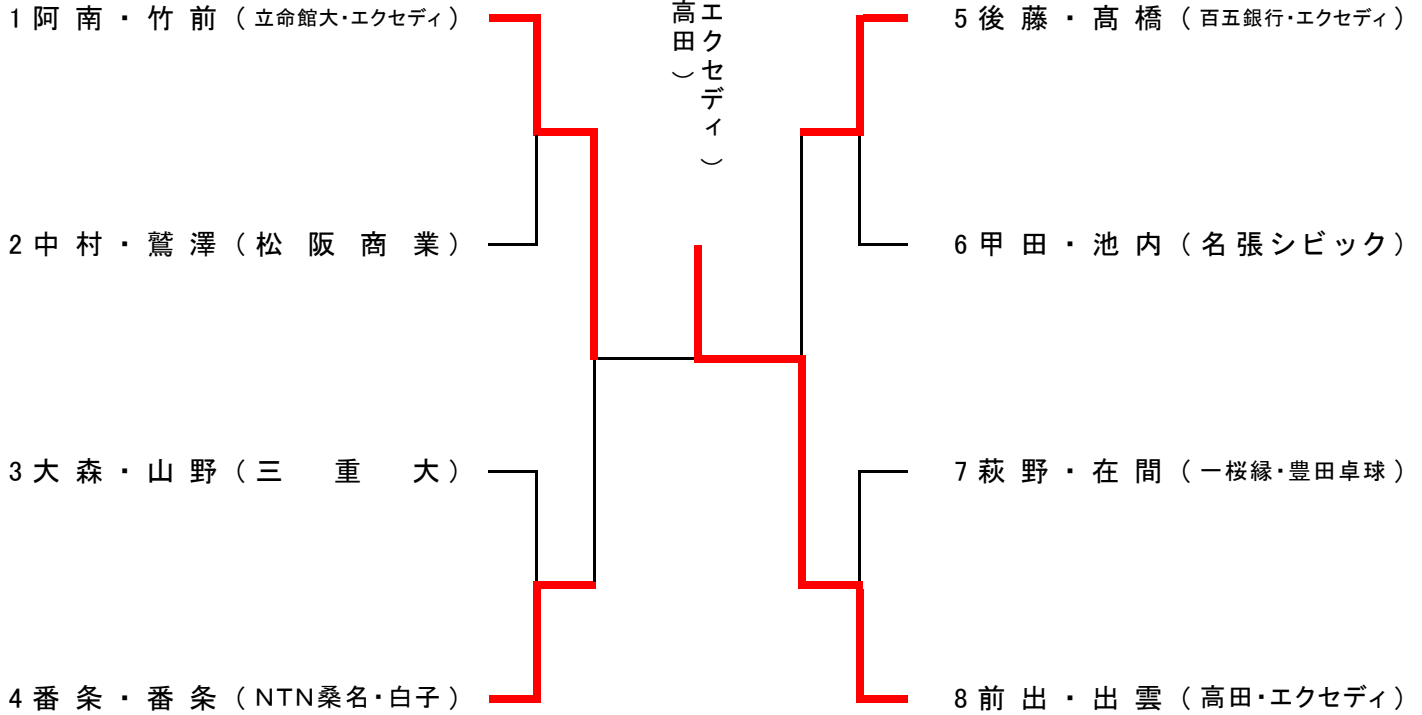 1 阿南・竹前（立命館大・エクセディ）
2 中村・鷲澤（松阪商業）
3 大森・山野（三重大）
4 番条・番条（NTN桑名・白子）
エクセディ）
高田）
5 後藤・髙橋（百五銀行・エクセディ）
6 甲田・池内（名張シビック）
7 萩野・在間（一桜縁・豊田卓球）
8 前出・出雲（高田・エクセディ）